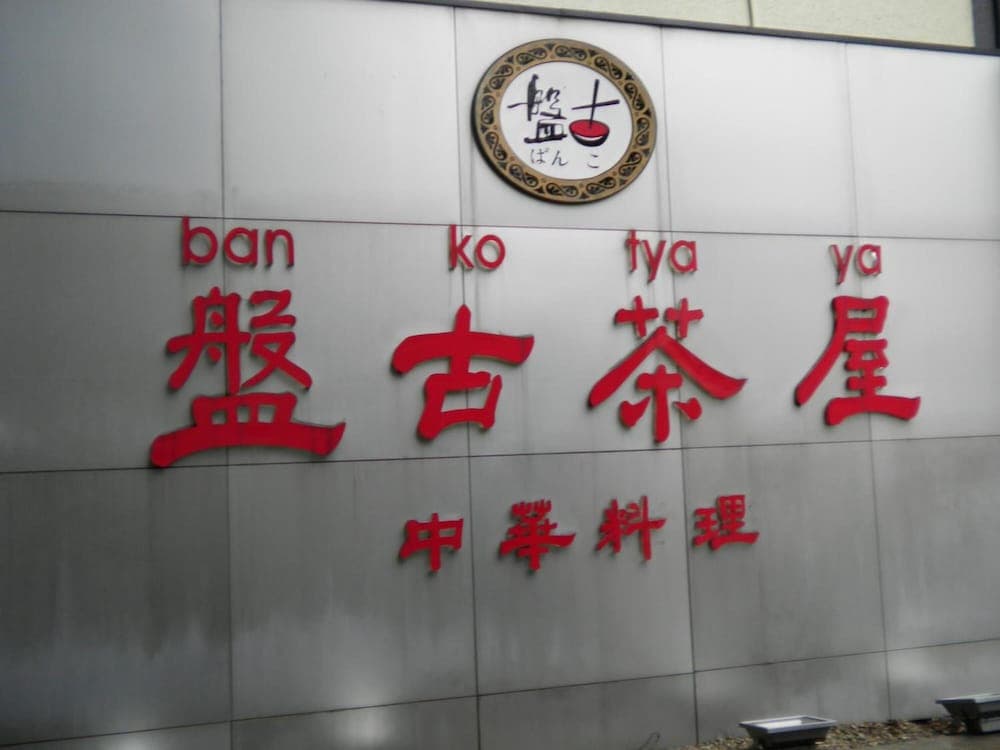 盤古
ばんこ
ban ko tya ya
盤古茶屋
中華料理